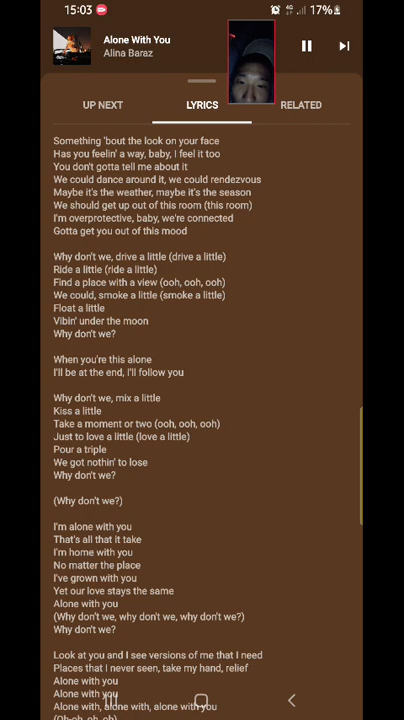 15:03
4G
17%
Alone With You
Alina Baraz
UP NEXT
LYRICS
RELATED
Something 'bout the look on your face
Has you feelin' a way, baby, I feel it too
You don't gotta tell me about it
We could dance around it, we could rendezvous
Maybe it's the weather, maybe it's the season
We should get up out of this room (this room)
I'm overprotective, baby, we're connected
Gotta get you out of this mood
Why don't we, drive a little (drive a little)
Ride a little (ride a little)
Find a place with a view (ooh, ooh, ooh)
We could, smoke a little (smoke a little)
Float a little
Vibin' under the moon
Why don't we?
When you're this alone
I'll be at the end, I'll follow you
Why don't we, mix a little
Kiss a little
Take a moment or two (ooh, ooh, ooh)
Just to love a little (love a little)
Pour a triple
We got nothin' to lose
Why don't we?
(Why don't we?)
I'm alone with you
That's all that it take
I'm home with you
No matter the place
I've grown with you
Yet our love stays the same
Alone with you
(Why don't we, why don't we, why don't we?)
Why don't we?
Look at you and I see versions of me that I need
Places that I never seen, take my hand, relief
Alone with you
Alone with you
Alone with, alone with, alone with you
(Oh-oh, oh, oh)